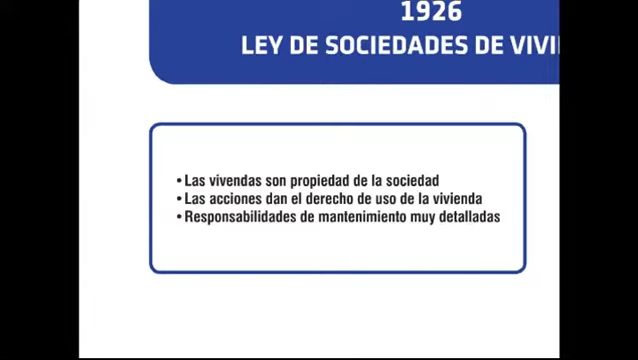 1926
LEY DE SOCIEDADES DE
• Las vivendas son propiedad de la sociedad
• Las acciones dan el derecho de uso de la vivienda
• Responsabilidades de mantenimiento muy detalladas